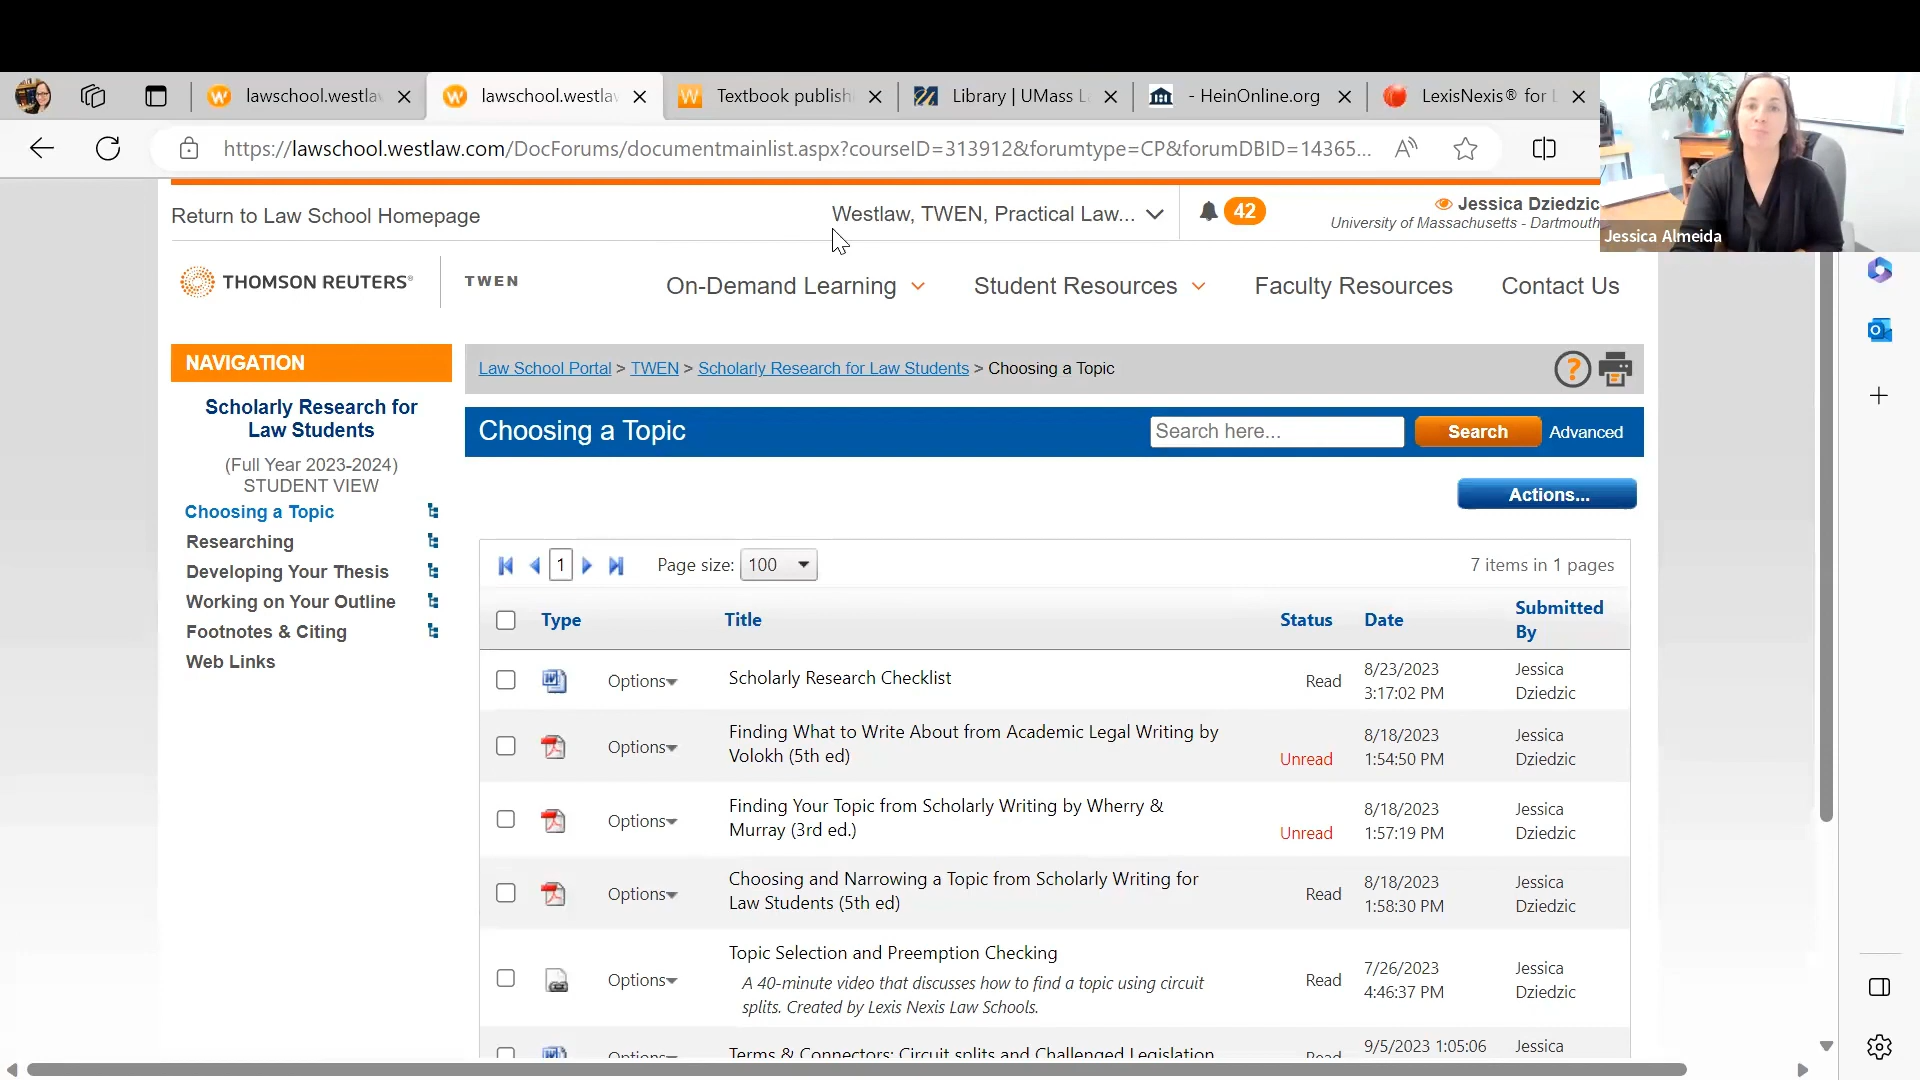 lawschool.westla
lawschool.westlaw
Textbook publish
Library | UMass L
- HeinOnline.org
LexisNexis® for L
https://lawschool.westlaw.com/DocForums/documentmainlist.aspx?courseID=313912&forumtype=CP&forumDBID=14365...
Return to Law School Homepage
Westlaw, TWEN, Practical Law...
42
Jessica Dziedzic
University of Massachusetts - Dartmouth
Jessica Almeida
THOMSON REUTERS®
TWEN
On-Demand Learning
Student Resources
Faculty Resources
Contact Us
NAVIGATION
Scholarly Research for
Law Students
(Full Year 2023-2024)
STUDENT VIEW
Choosing a Topic
Researching
Developing Your Thesis
Working on Your Outline
Footnotes & Citing
Web Links
Law School Portal > TWEN > Scholarly Research for Law Students > Choosing a Topic
Choosing a Topic
Search here...
Search
Advanced
Actions...
1
Page size: 100
7 items in 1 pages
Type
Title
Status
Date
Submitted
By
Options
Scholarly Research Checklist
Read
8/23/2023
3:17:02 PM
Jessica
Dziedzic
Options
Finding What to Write About from Academic Legal Writing by
Volokh (5th ed)
Unread
8/18/2023
1:54:50 PM
Jessica
Dziedzic
Options
Finding Your Topic from Scholarly Writing by Wherry &
Murray (3rd ed.)
Unread
8/18/2023
1:57:19 PM
Jessica
Dziedzic
Options
Choosing and Narrowing a Topic from Scholarly Writing for
Law Students (5th ed)
Read
8/18/2023
1:58:30 PM
Jessica
Dziedzic
Options
Topic Selection and Preemption Checking
A 40-minute video that discusses how to find a topic using circuit
splits. Created by Lexis Nexis Law Schools.
Read
7/26/2023
4:46:37 PM
Jessica
Dziedzic
Options
Terms & Connectors: Circuit splits and Challenged Legislation
Read
9/5/2023 1:05:06
Jessica